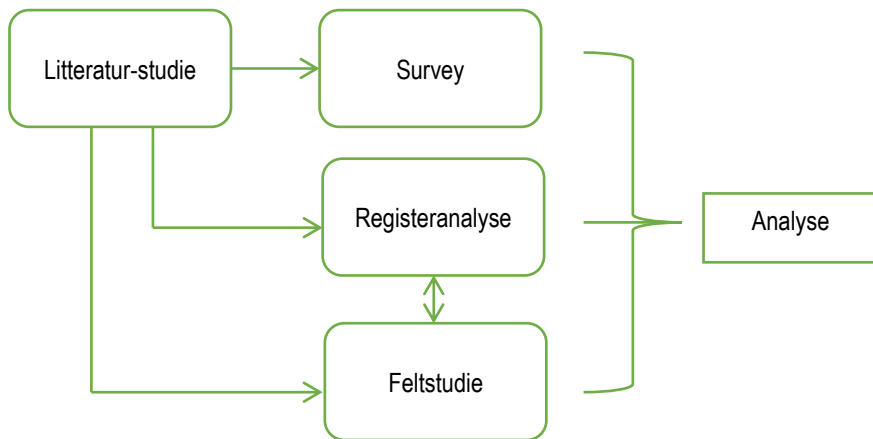 Litteratur-studie
Survey
Registeranalyse
Analyse
Feltstudie